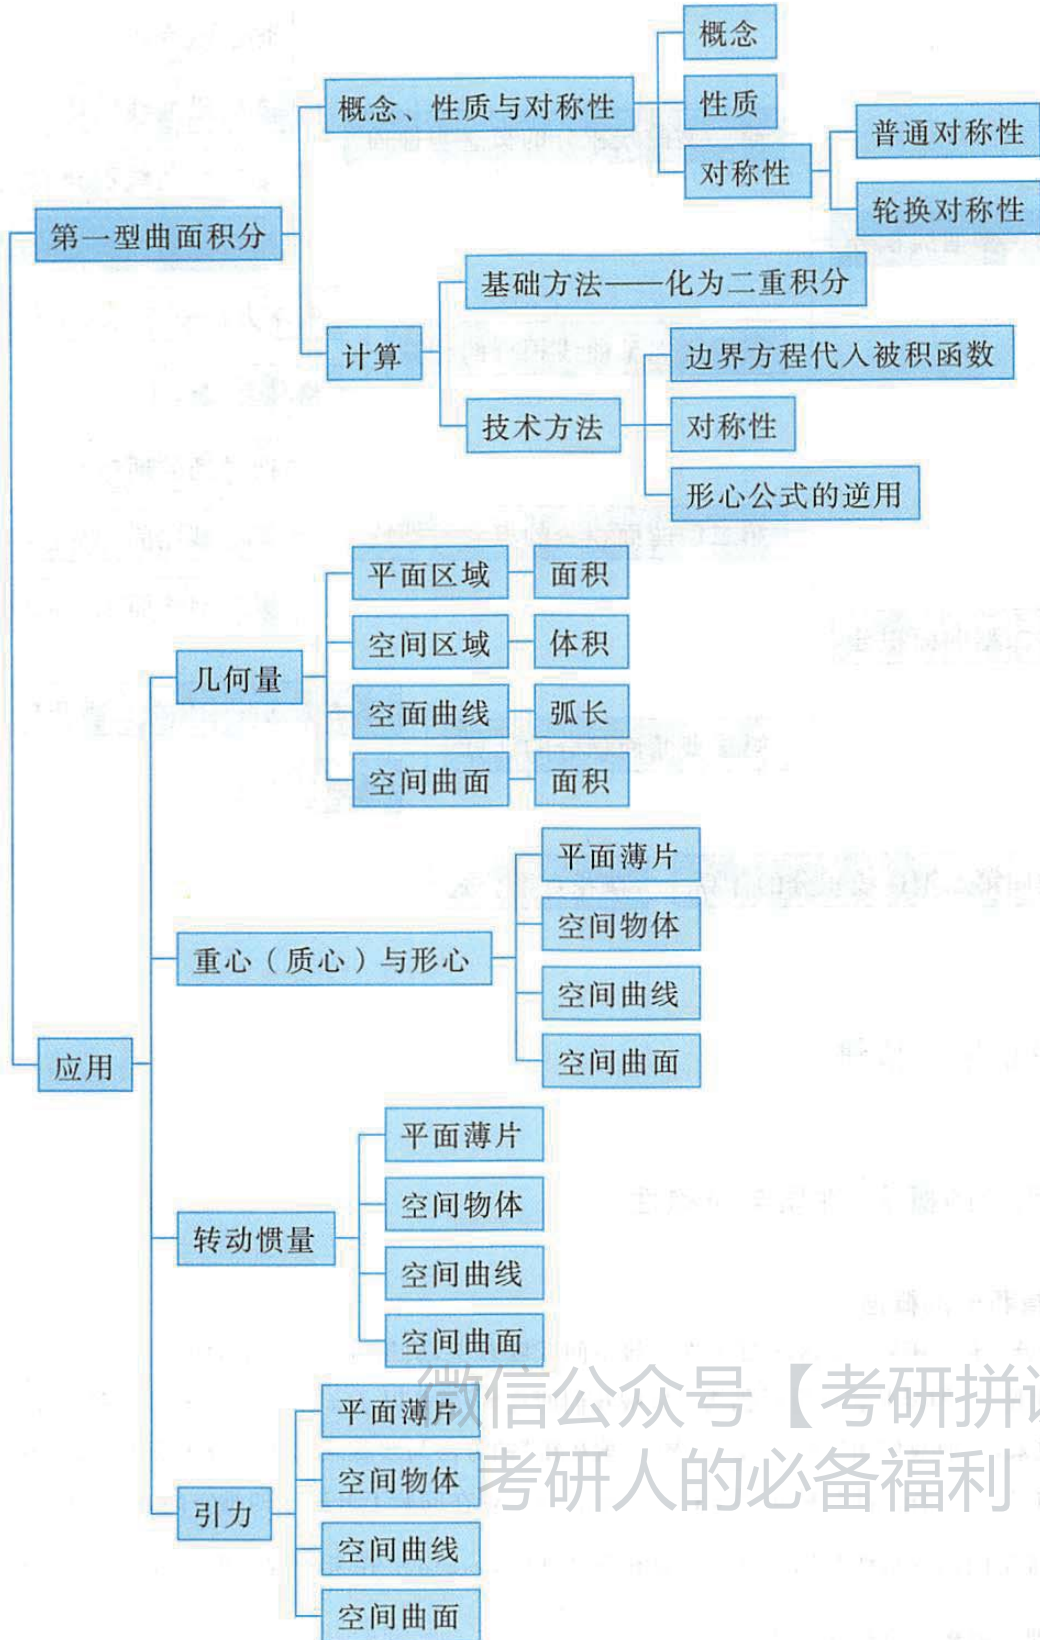 概念
概念、性质与对称性
性质
普通对称性
对称性
轮换对称性
第一型曲面积分
基础方法——化为二重积分
计算
边界方程代入被积函数
技术方法
对称性
形心公式的逆用
平面区域
面积
空间区域
体积
几何量
空面曲线
弧长
空间曲面
面积
平面薄片
空间物体
重心（质心）与形心
空间曲线
空间曲面
应用
平面薄片
空间物体
转动惯量
空间曲线
空间曲面
微信公众号【考研拼
平面薄片
考研人的必备福利
空间物体
引力
空间曲线
空间曲面